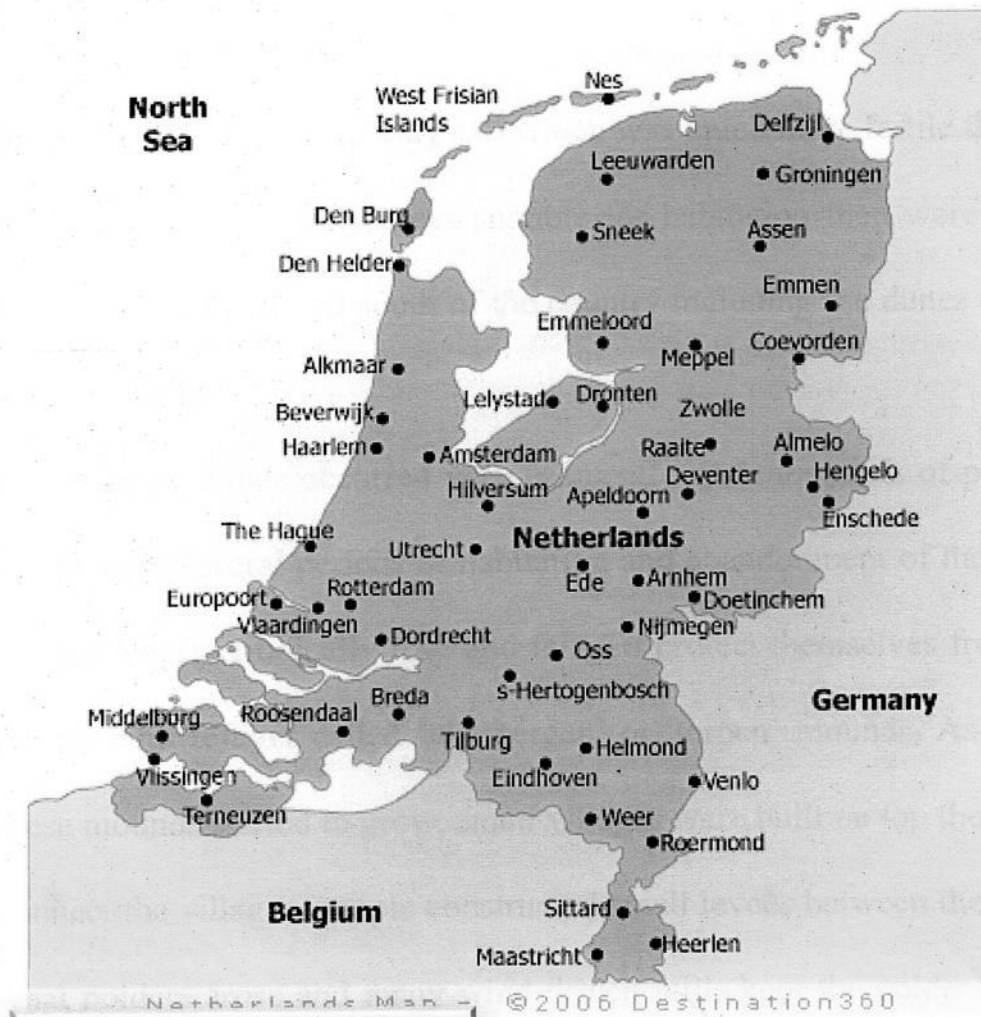 North
Sea
West Frisian
Islands
Nes
Delfzijl
Leeuwarden
Groningen
Den Burg
Sneek
Assen
Den Helder
Emmen
Emmeloord
Coevorden
Meppel
Alkmaar
Lelystad
Dronten
Zwolle
Beverwijk
Haarlem
Amsterdam
Raalte
Almelo
Deventer
Hengelo
Hilversum
Apeldoorn
Enschede
The Hague
Utrecht
Netherlands
Ede
Arnhem
Doetinchem
Europoort
Rotterdam
Vlaardingen
Dordrecht
Nijmegen
Oss
s-Hertogenbosch
Germany
Middelburg
Roosendaal
Breda
Tilburg
Helmond
Eindhoven
Venlo
Vlissingen
Terneuzen
Weer
Roermond
Belgium
Sittard
Maastricht
Heerlen
Netherlands Map - ©2006 Destination360